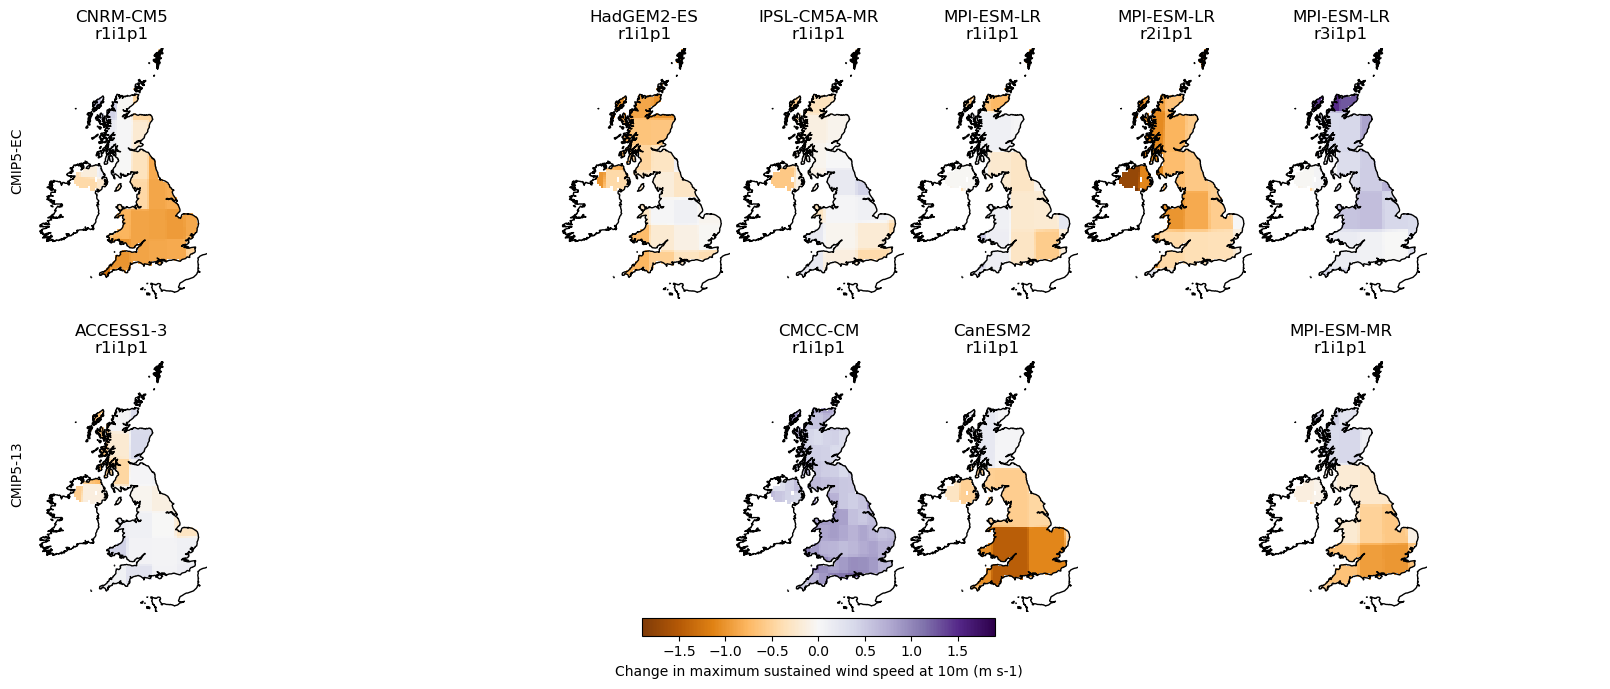 CNRM-CM5
r1i1p1
HadGEM2-ES
r1i1p1
IPSL-CM5A-MR
r1i1p1
MPI-ESM-LR
r1i1p1
MPI-ESM-LR
r2i1p1
MPI-ESM-LR
r3i1p1
CMIP5-EC
ACCESS1-3
r1i1p1
CMCC-CM
r1i1p1
CanESM2
r1i1p1
MPI-ESM-MR
r1i1p1
CMIP5-13
−1.5 −1.0 −0.5 0.0 0.5 1.0 1.5
Change in maximum sustained wind speed at 10m (m s-1)